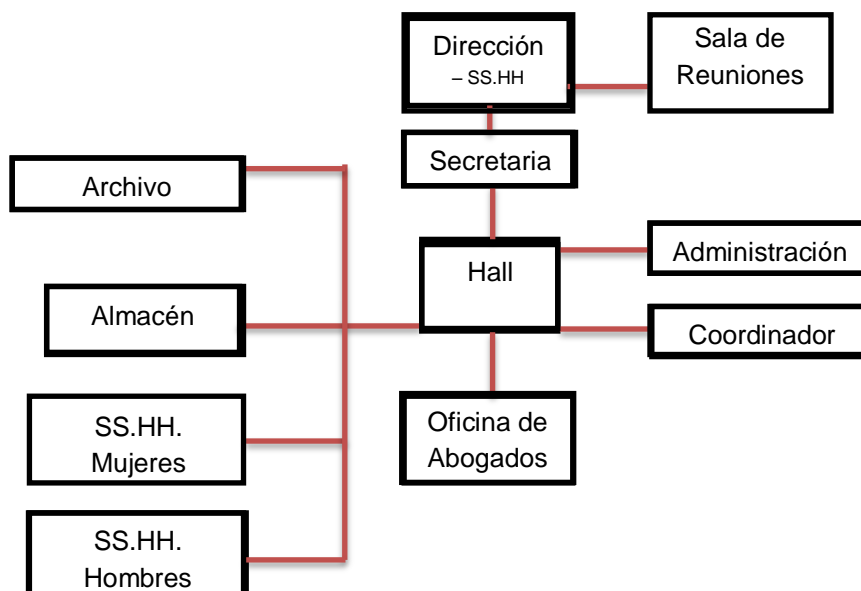 Dirección
– SS.HH
Sala de
Reuniones
Secretaria
Archivo
Hall
Administración
Almacén
Coordinador
SS.HH.
Mujeres
Oficina de
Abogados
SS.HH.
Hombres